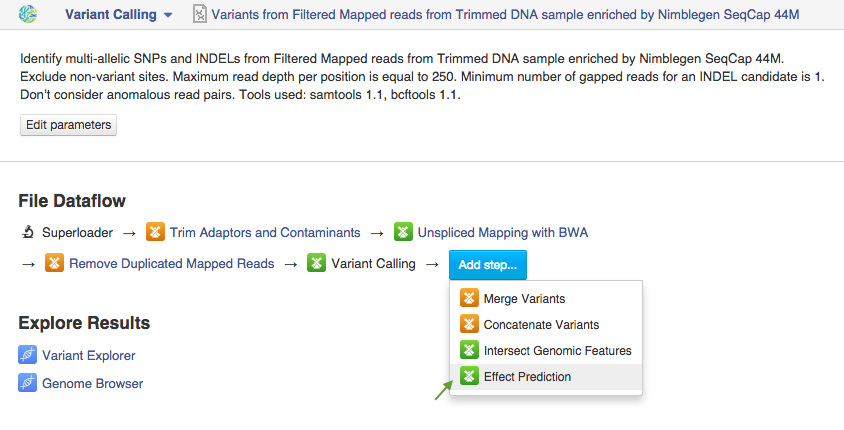 Variant Calling Variants from Filtered Mapped reads from Trimmed DNA sample enriched by Nimblegen SeqCap 44M
Identify multi-allelic SNPs and INDELs from Filtered Mapped reads from Trimmed DNA sample enriched by Nimblegen SeqCap 44M.
Exclude non-variant sites. Maximum read depth per position is equal to 250. Minimum number of gapped reads for an INDEL candidate is 1.
Don't consider anomalous read pairs. Tools used: samtools 1.1, bcftools 1.1.
Edit parameters
File Dataflow
Superloader → Trim Adaptors and Contaminants → Unspliced Mapping with BWA
→ Remove Duplicated Mapped Reads → Variant Calling → Add step...
Merge Variants
Concatenate Variants
Intersect Genomic Features
Effect Prediction
Explore Results
Variant Explorer
Genome Browser